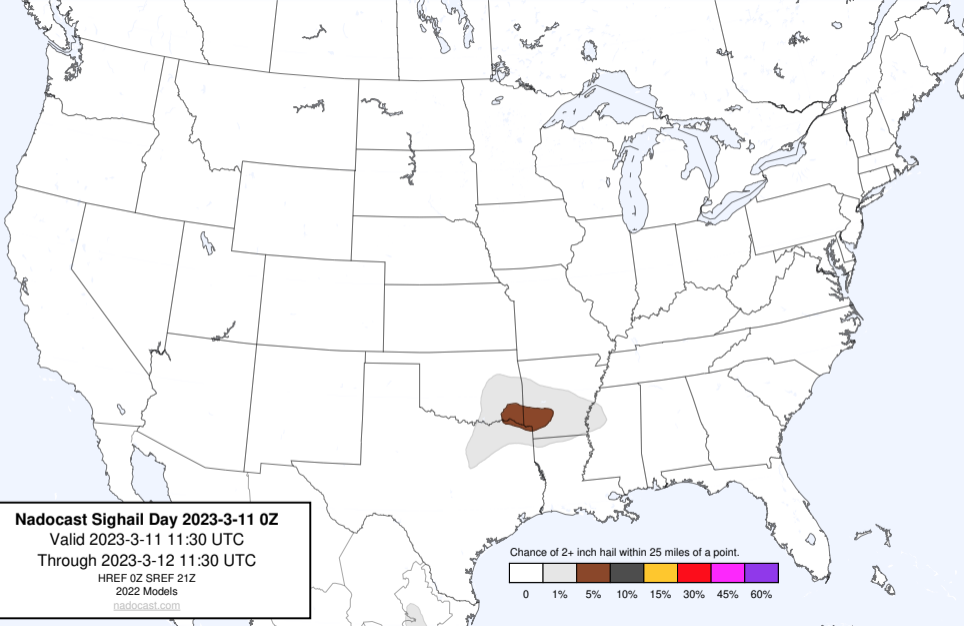 Nadocast Sighail Day 2023-3-11 0Z
Valid 2023-3-11 11:30 UTC
Through 2023-3-12 11:30 UTC
HREF 0Z SREF 21Z
2022 Models
nadocast.com
Chance of 2+ inch hail within 25 miles of a point.
0 1% 5% 10% 15% 30% 45% 60%